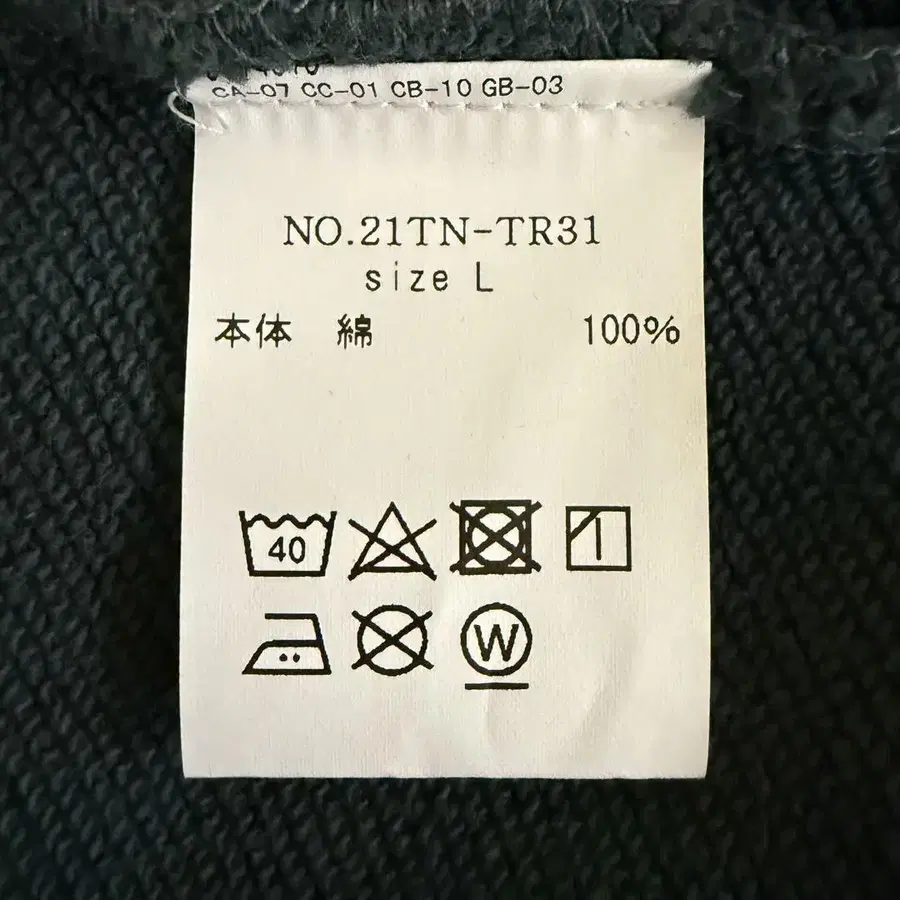 CA-07 CC-01 CB-10 GB-03
NO.21TN-TR31
size L
本体 綿 100%
40
W